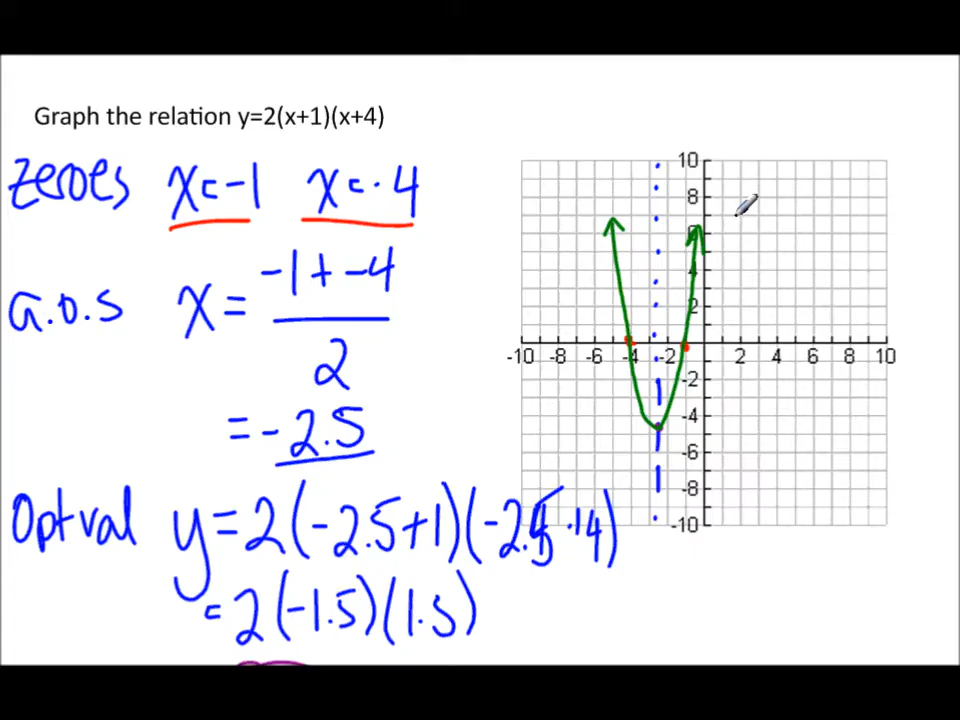 Graph the relation y=2(x+1)(x+4)
Zeroes x=-1 x=-4
a.o.s x= -1+-4
2
=-2.5
Optval y=2(-2.5+1)(-2.5+4)
=2(-1.5)(1.5)
10
8
6
4
2
-10 -8 -6 -4 -2 2 4 6 8 10
-2
-4
-6
-8
-10